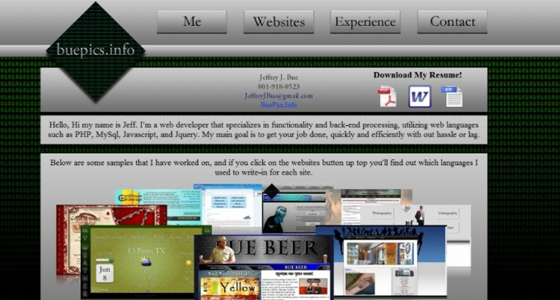 Me Websites Experience Contact
buepics.info
Jeffrey J. Bue
801-918-0523
JeffreyJBue@gmail.com
BuePics.Info
Download My Resume!
Hello, Hi my name is Jeff. I'm a web developer that specializes in functionality and back-end processing, utilizing web languages
such as PHP, MySql, Javascript, and Jquery. My main goal is to get your job done, quickly and efficiently with out hassle or lag.
Below are some samples that I have worked on, and if you click on the websites button up top you'll find out which languages I
used to write-in for each site.
El Paso, TX
Jun
8
UE BEER
BUE BEER
Yellow